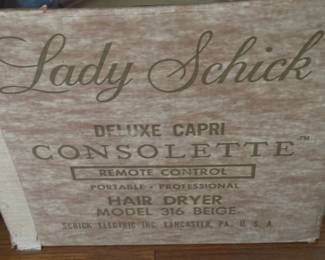 Lady Schick
DELUXE CAPRI
CONSOLETTE™
REMOTE CONTROL
PORTABLE • PROFESSIONAL
HAIR DRYER
MODEL 316 BEIGE
SCHICK ELECTRIC INC. LANCASTER, PA., U. S. A.